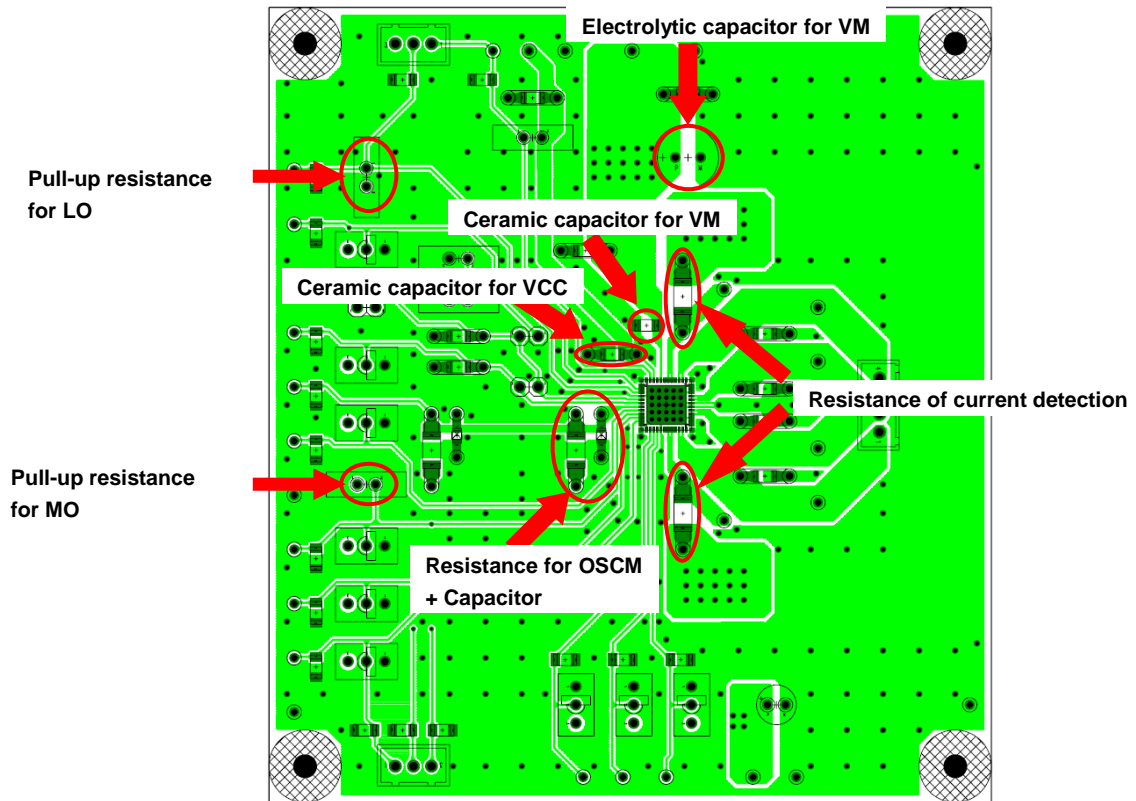 Electrolytic capacitor for VM
Pull-up resistance
for LO
Ceramic capacitor for VM
Ceramic capacitor for VCC
Resistance of current detection
Pull-up resistance
for MO
Resistance for OSCM
+ Capacitor